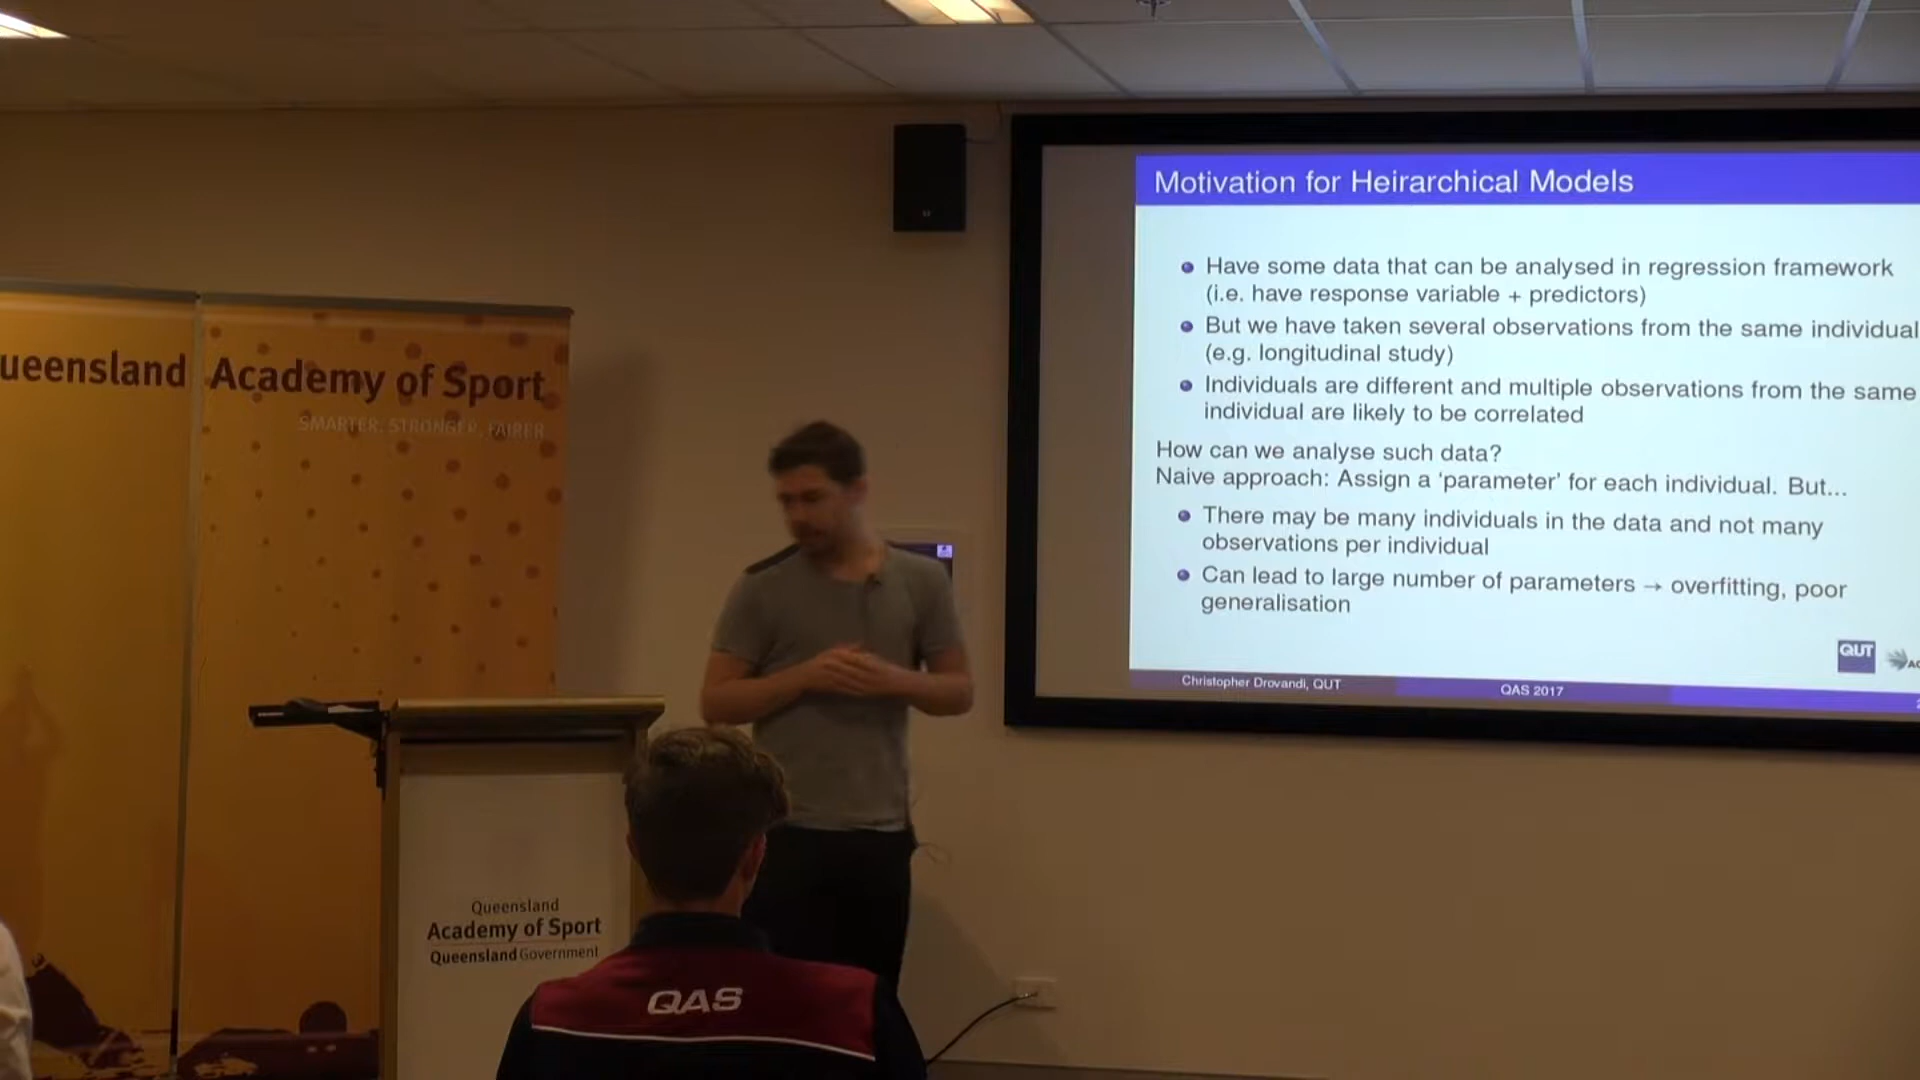 ueensland Academy of Sport
SMARTER, STRONGER, FAIRER
Motivation for Heirarchical Models
Have some data that can be analysed in regression framework
(i.e. have response variable + predictors)
But we have taken several observations from the same individual
(e.g. longitudinal study)
Individuals are different and multiple observations from the same
individual are likely to be correlated
How can we analyse such data?
Naive approach: Assign a ‘parameter’ for each individual. But...
There may be many individuals in the data and not many
observations per individual
Can lead to large number of parameters → overfitting, poor
generalisation
QUT
Christopher Drovandi, QUT
QAS 2017
Queensland
Academy of Sport
Queensland Government
QAS